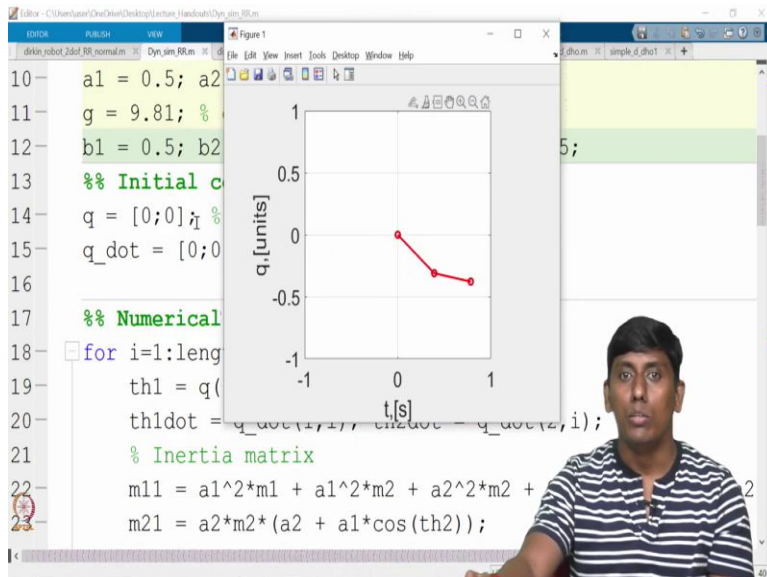 Editor - C:\Users\user\OneDrive\Desktop\Lecture_Handouts\Dyn_sim_RR.m
EDITOR PUBLISH VIEW
dirkin_robot_2dof_RR_normal.m Dyn_sim_RR.m d_dho.m simple_d_dho1
Figure 1
File Edit View Insert Tools Desktop Window Help
10 a1 = 0.5; a2
11 g = 9.81; %
12 b1 = 0.5; b2 5;
13 %% Initial c
14 q = [0;0]; %
15 q_dot = [0;0
16
17 %% Numerical
18 for i=1:leng
19 th1 = q(
20 th1dot = q_dot(1,i); th2dot = q_dot(2,i);
21 % Inertia matrix
22 m11 = a1^2*m1 + a1^2*m2 + a2^2*m2 + 2
23 m21 = a2*m2*(a2 + a1*cos(th2));
1
0.5
0
-0.5
-1
q,[units]
-1 0 1
t,[s]